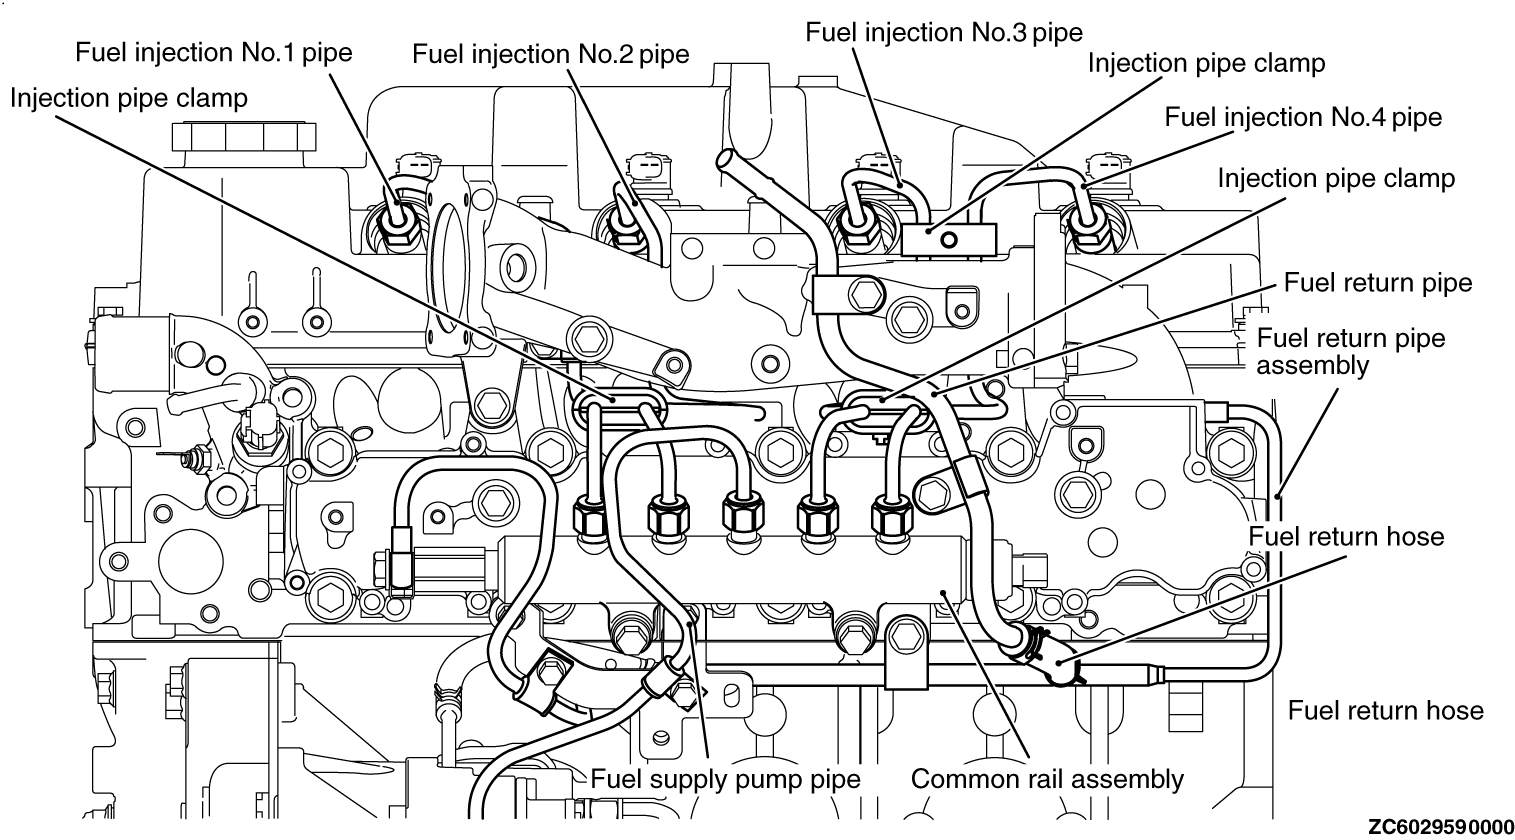 Fuel injection No.3 pipe
Fuel injection No.1 pipe
Fuel injection No.2 pipe
Injection pipe clamp
Injection pipe clamp
Fuel injection No.4 pipe
Injection pipe clamp
Fuel return pipe
Fuel return pipe
assembly
Fuel return hose
Fuel return hose
Fuel supply pump pipe
Common rail assembly
ZC6029590000